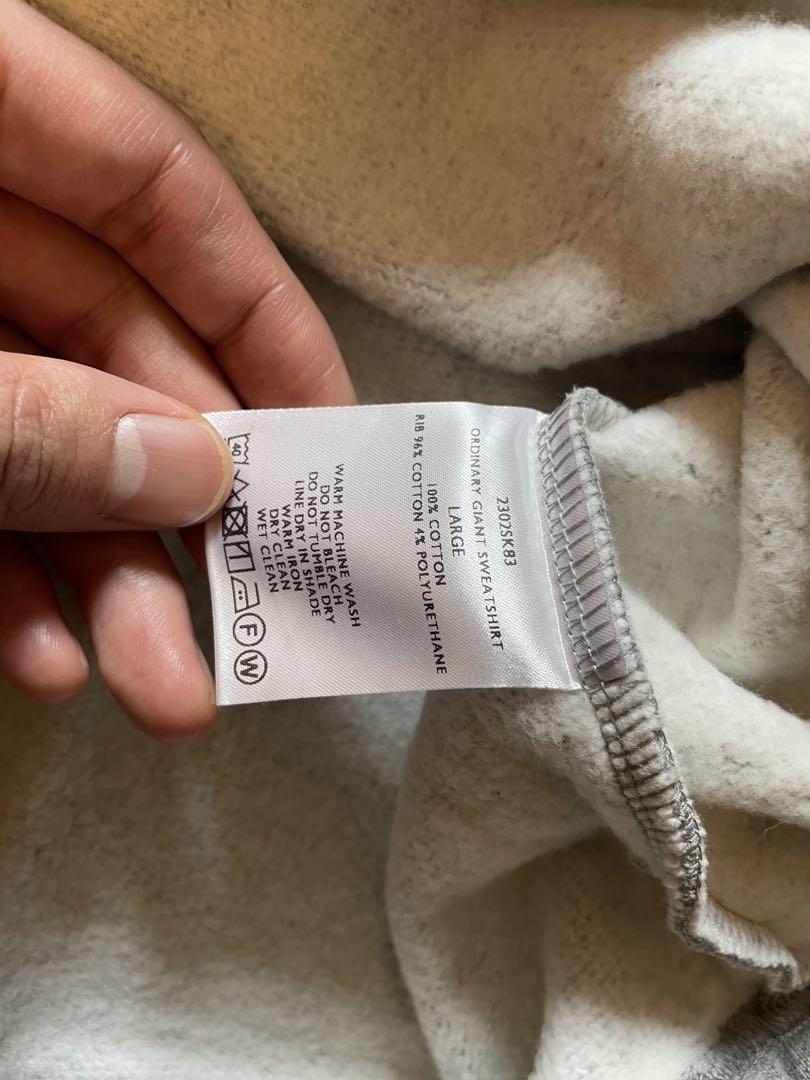 2302SK83
ORDINARY GIANT SWEATSHIRT
LARGE
100% COTTON
RIB 96% COTTON 4% POLYURETHANE
WARM MACHINE WASH
DO NOT BLEACH
DO NOT TUMBLE DRY
LINE DRY IN SHADE
WARM IRON
DRY CLEAN
WET CLEAN
40
F
W